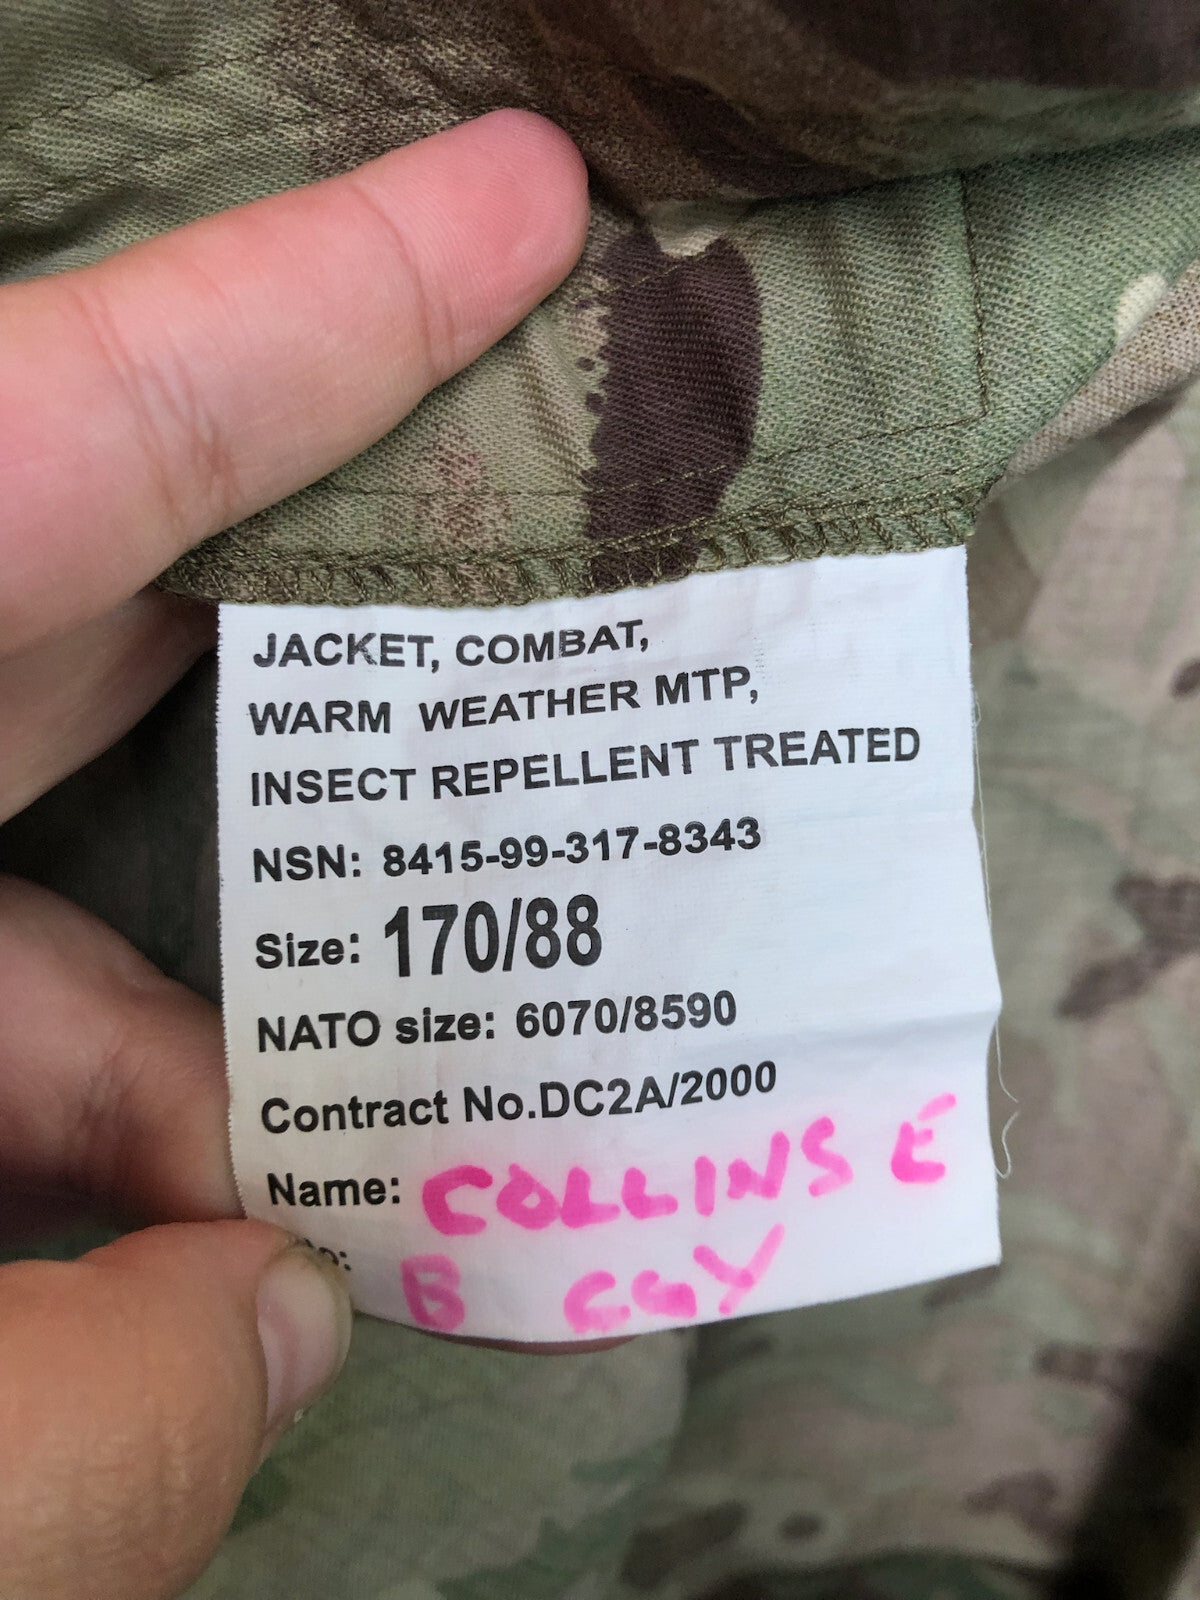 JACKET, COMBAT,
WARM WEATHER MTP,
INSECT REPELLENT TREATED
NSN: 8415-99-317-8343
Size: 170/88
NATO size: 6070/8590
Contract No.DC2A/2000
Name: COLLINS E
B CGY